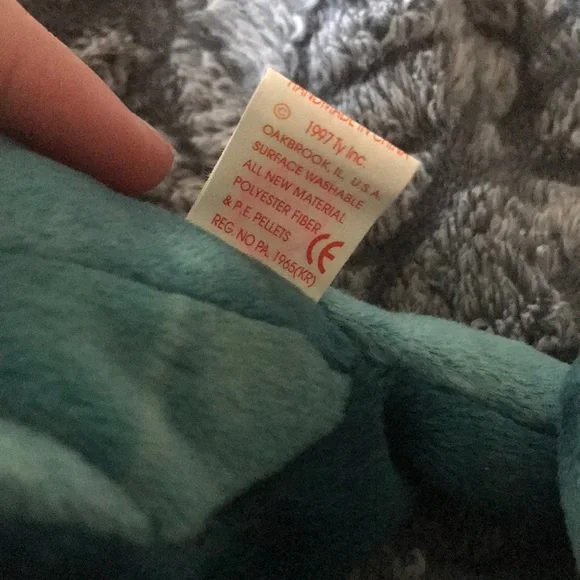 HANDMADE IN CHINA
© 1997 Ty Inc.
OAKBROOK, IL. U.S.A.
SURFACE WASHABLE
ALL NEW MATERIAL
POLYESTER FIBER
& P.E. PELLETS
REG. NO PA. 1965(KR)
CE